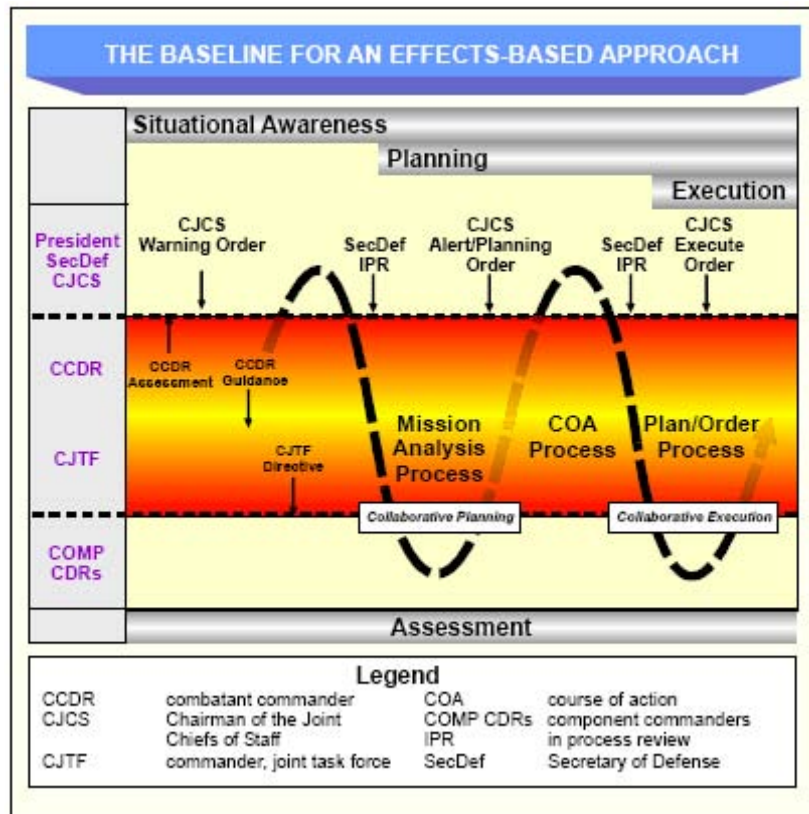 THE BASELINE FOR AN EFFECTS-BASED APPROACH
Situational Awareness
Planning
Execution
President
SecDef
CJCS
CJCS
Warning Order
SecDef
IPR
CJCS
Alert/Planning
Order
SecDef
IPR
CJCS
Execute
Order
CCDR
CCDR
Assessment
CCDR
Guidance
CJTF
CJTF
Directive
Mission
Analysis
Process
COA
Process
Plan/Order
Process
Collaborative Planning
Collaborative Execution
COMP
CDRs
Assessment
Legend
CCDR combatant commander
CJCS Chairman of the Joint
Chiefs of Staff
CJTF commander, joint task force
COA course of action
COMP CDRs component commanders
IPR in process review
SecDef Secretary of Defense